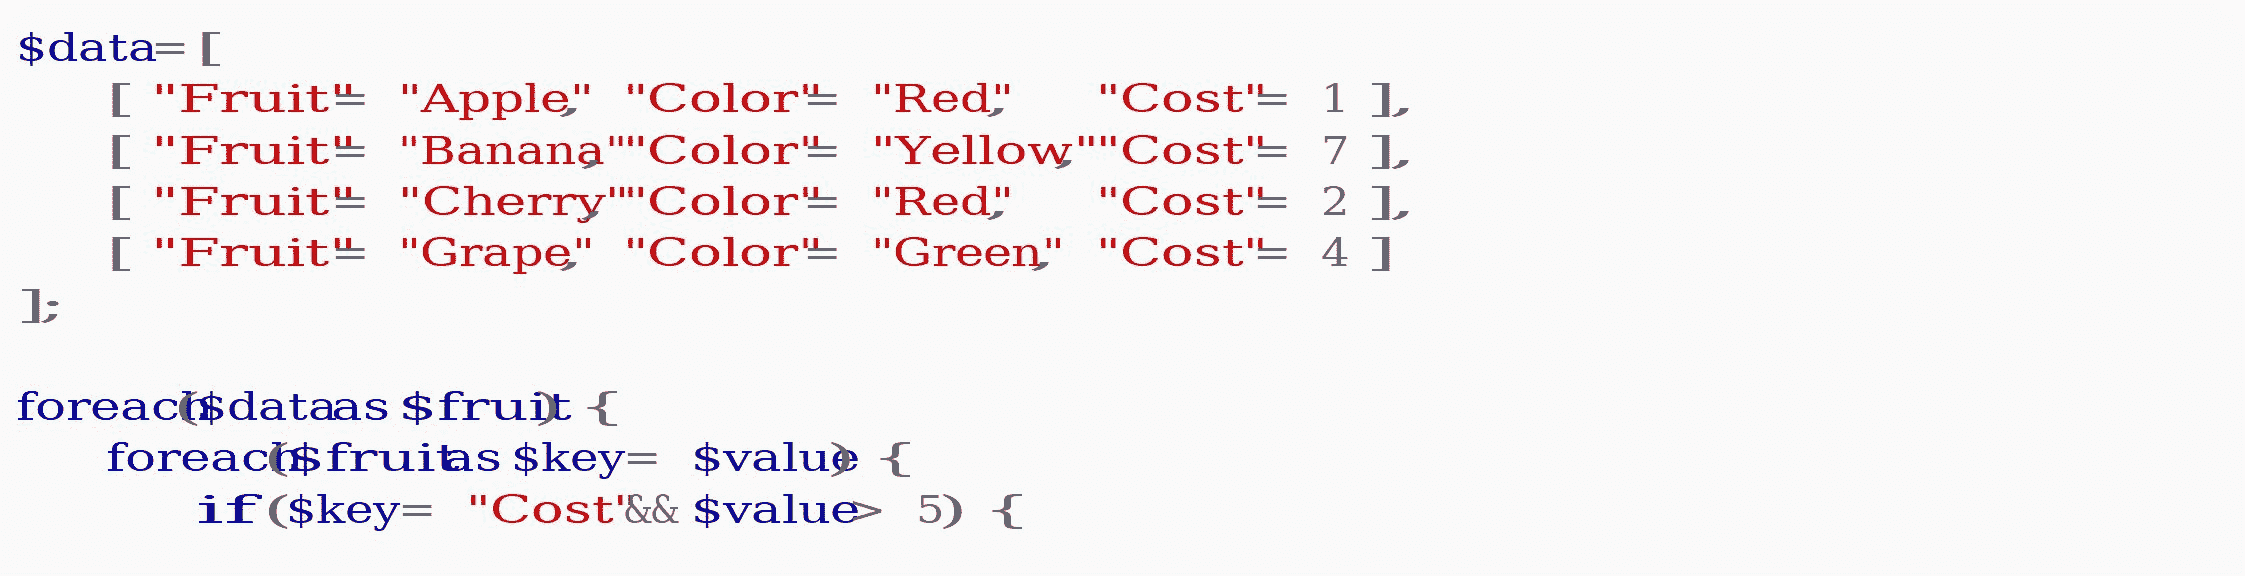 $data = [
    [ "Fruit" = "Apple", "Color" = "Red", "Cost" = 1 ],
    [ "Fruit" = "Banana", "Color" = "Yellow", "Cost" = 7 ],
    [ "Fruit" = "Cherry", "Color" = "Red", "Cost" = 2 ],
    [ "Fruit" = "Grape", "Color" = "Green", "Cost" = 4 ]
];
foreach($data as $fruit) {
    foreach($fruit as $key = $value) {
        if ($key = "Cost" && $value > 5) {